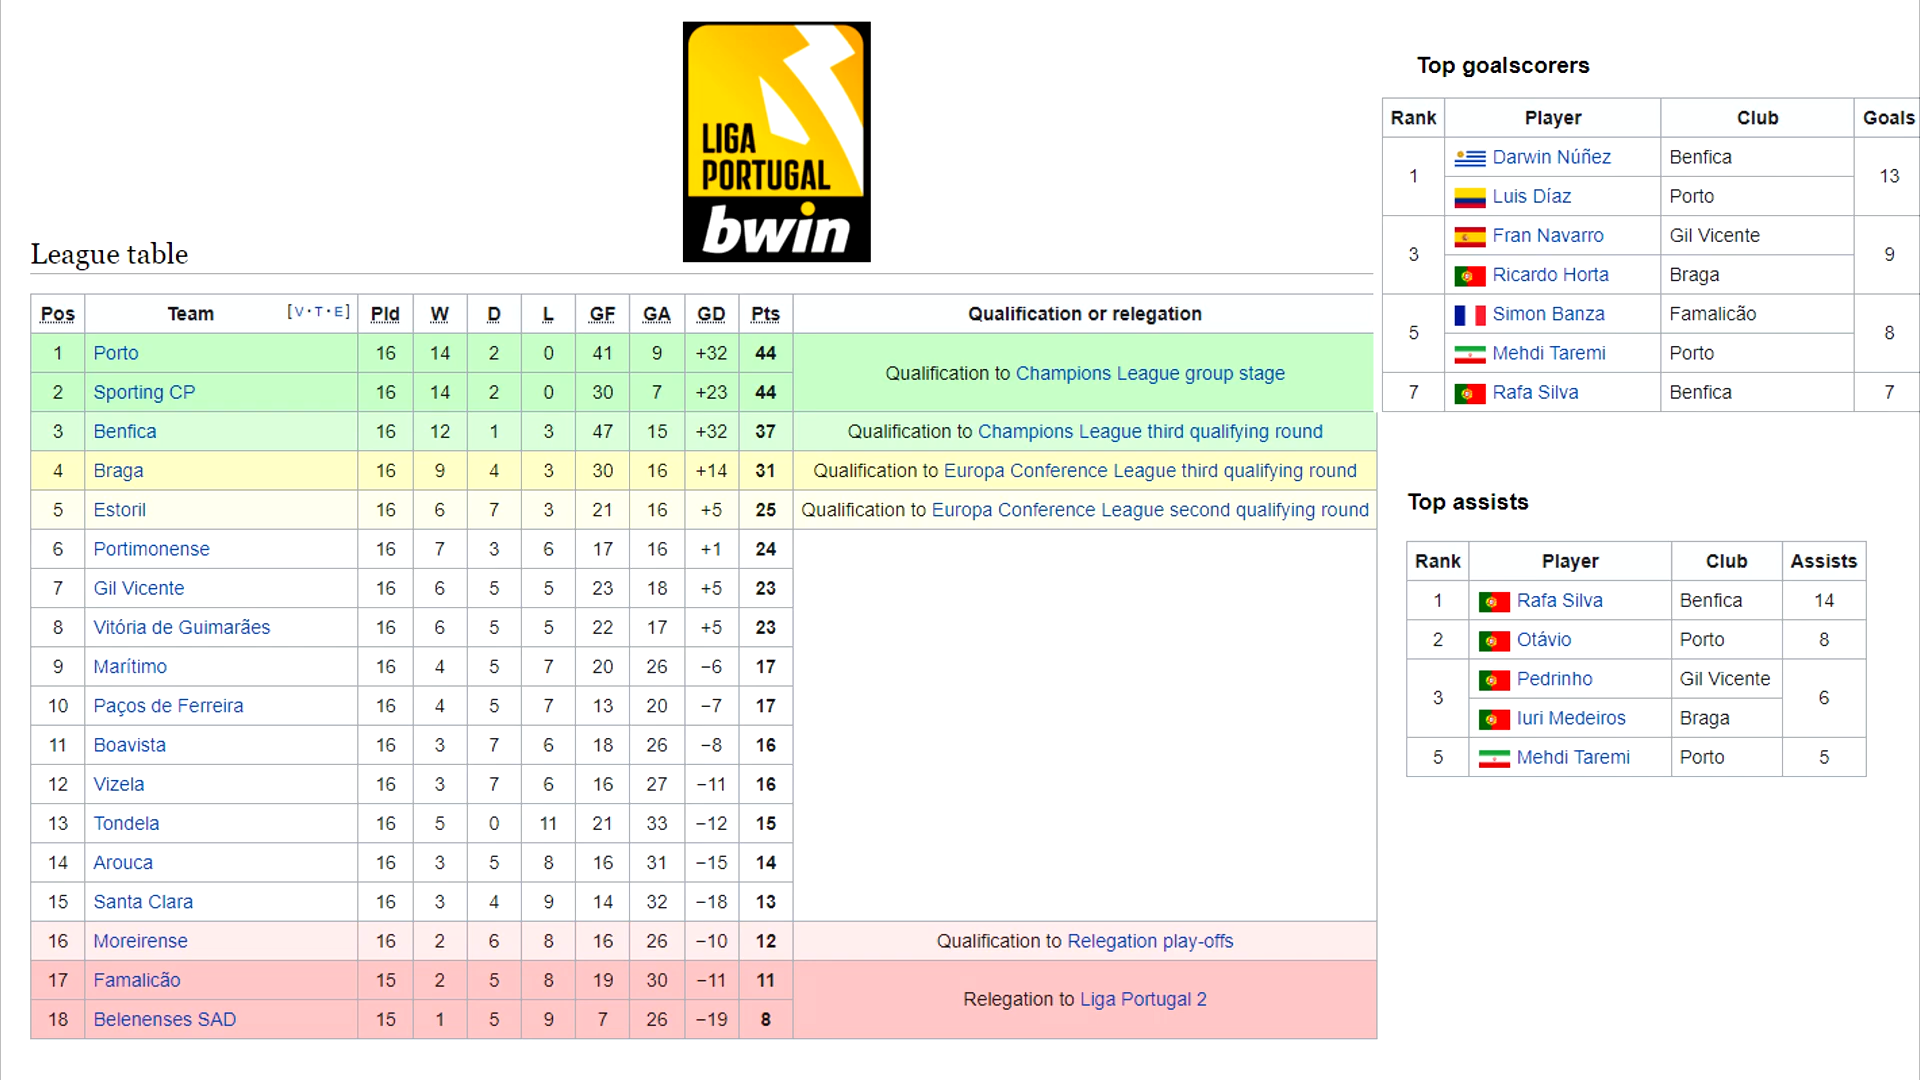 LIGA
PORTUGAL
bwin
League table
Pos Team [V·T·E] Pld W D L GF GA GD Pts Qualification or relegation
1 Porto 16 14 2 0 41 9 +32 44 Qualification to Champions League group stage
2 Sporting CP 16 14 2 0 30 7 +23 44
3 Benfica 16 12 1 3 47 15 +32 37 Qualification to Champions League third qualifying round
4 Braga 16 9 4 3 30 16 +14 31 Qualification to Europa Conference League third qualifying round
5 Estoril 16 6 7 3 21 16 +5 25 Qualification to Europa Conference League second qualifying round
6 Portimonense 16 7 3 6 17 16 +1 24
7 Gil Vicente 16 6 5 5 23 18 +5 23
8 Vitória de Guimarães 16 6 5 5 22 17 +5 23
9 Marítimo 16 4 5 7 20 26 −6 17
10 Paços de Ferreira 16 4 5 7 13 20 −7 17
11 Boavista 16 3 7 6 18 26 −8 16
12 Vizela 16 3 7 6 16 27 −11 16
13 Tondela 16 5 0 11 21 33 −12 15
14 Arouca 16 3 5 8 16 31 −15 14
15 Santa Clara 16 3 4 9 14 32 −18 13
16 Moreirense 16 2 6 8 16 26 −10 12 Qualification to Relegation play-offs
17 Famalicão 15 2 5 8 19 30 −11 11 Relegation to Liga Portugal 2
18 Belenenses SAD 15 1 5 9 7 26 −19 8
Top goalscorers
Rank Player Club Goals
1 Darwin Núñez Benfica 13
Luis Díaz Porto
3 Fran Navarro Gil Vicente 9
Ricardo Horta Braga
5 Simon Banza Famalicão 8
Mehdi Taremi Porto
7 Rafa Silva Benfica 7
Top assists
Rank Player Club Assists
1 Rafa Silva Benfica 14
2 Otávio Porto 8
3 Pedrinho Gil Vicente 6
Iuri Medeiros Braga
5 Mehdi Taremi Porto 5